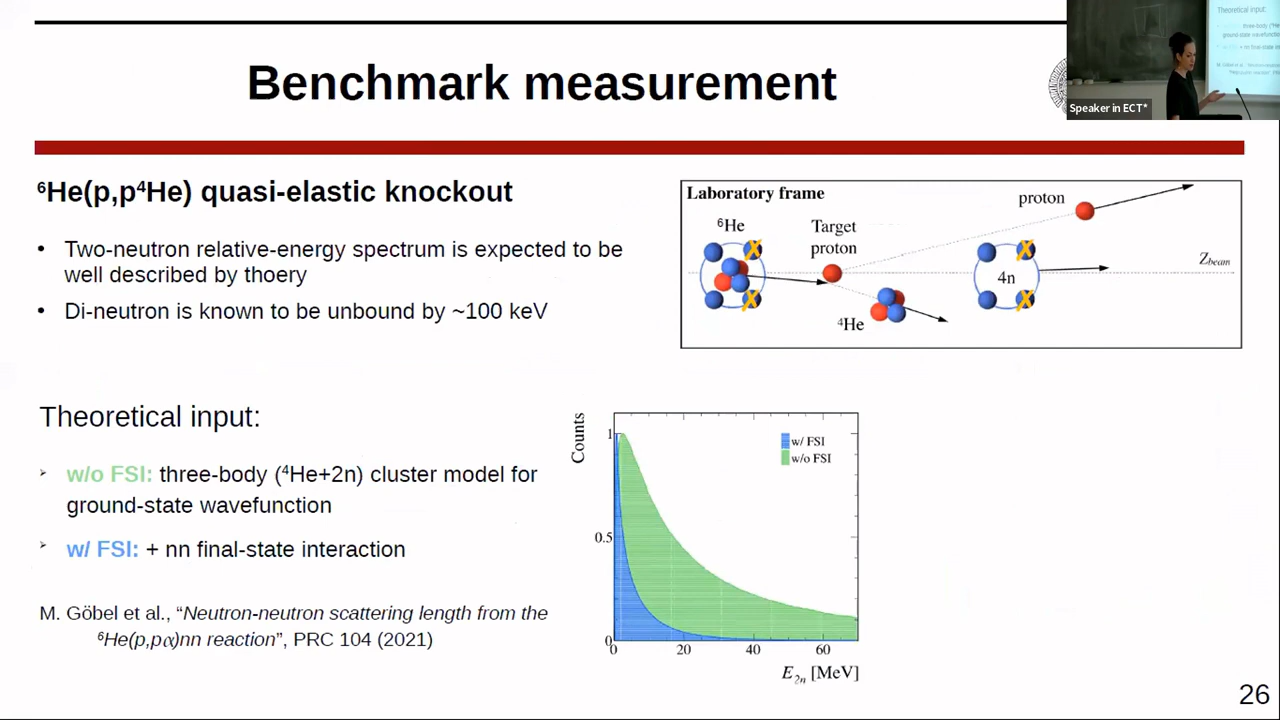 Benchmark measurement
Theoretical input:
Speaker in ECT*
⁶He(p,p⁴He) quasi-elastic knockout
• Two-neutron relative-energy spectrum is expected to be
well described by thoery
• Di-neutron is known to be unbound by ~100 keV
Laboratory frame
proton
⁶He
Target
proton
4n
Z_beam
⁴He
Theoretical input:
w/o FSI: three-body (⁴He+2n) cluster model for
ground-state wavefunction
w/ FSI: + nn final-state interaction
M. Göbel et al., “Neutron-neutron scattering length from the
⁶He(p,pα)nn reaction”, PRC 104 (2021)
Counts
1
0.5
0
w/ FSI
w/o FSI
0 20 40 60
E_2n [MeV]
26